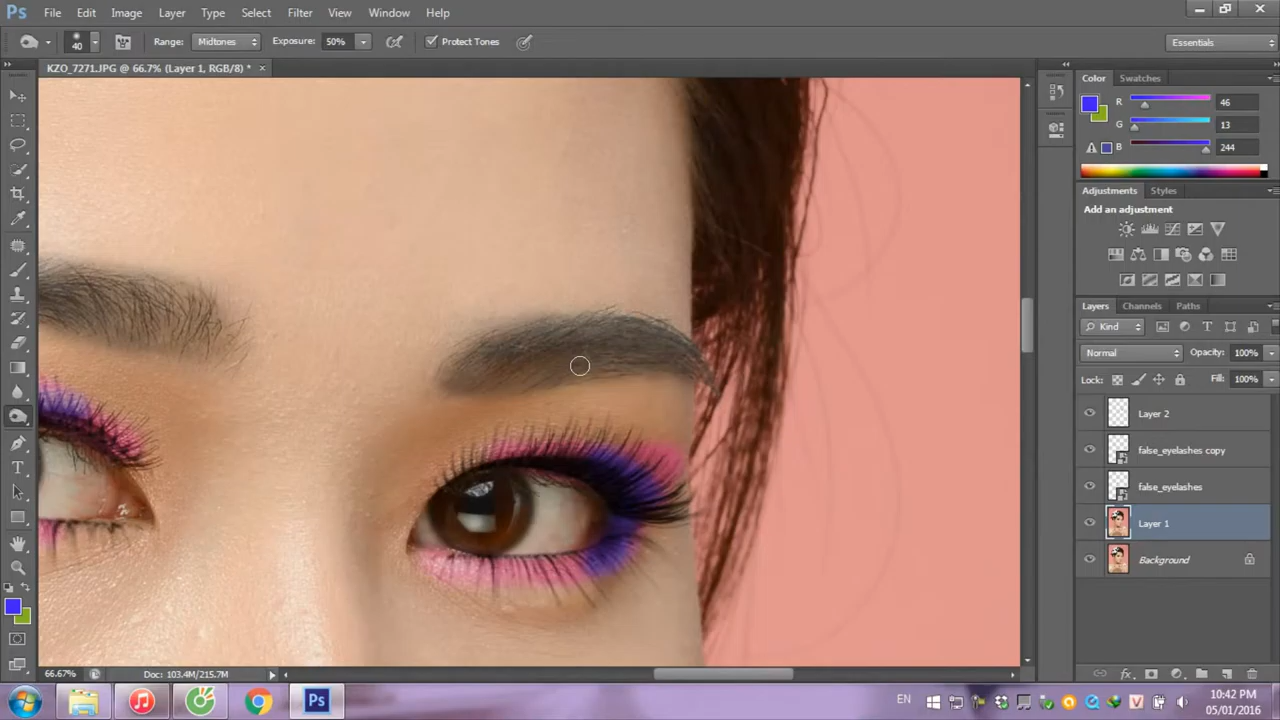 Ps File Edit Image Layer Type Select Filter View Window Help
40 Range: Midtones Exposure: 50% Protect Tones Essentials
KZO_7271.JPG @ 66.7% (Layer 1, RGB/8) *
Color Swatches
R 46
G 13
B 244
Adjustments Styles
Add an adjustment
Layers Channels Paths
Kind
Normal Opacity: 100%
Lock: Fill: 100%
Layer 2
false_eyelashes copy
false_eyelashes
Layer 1
Background
66.67% Doc: 103.4M/215.7M
Ps EN V 10:42 PM
05/01/2016